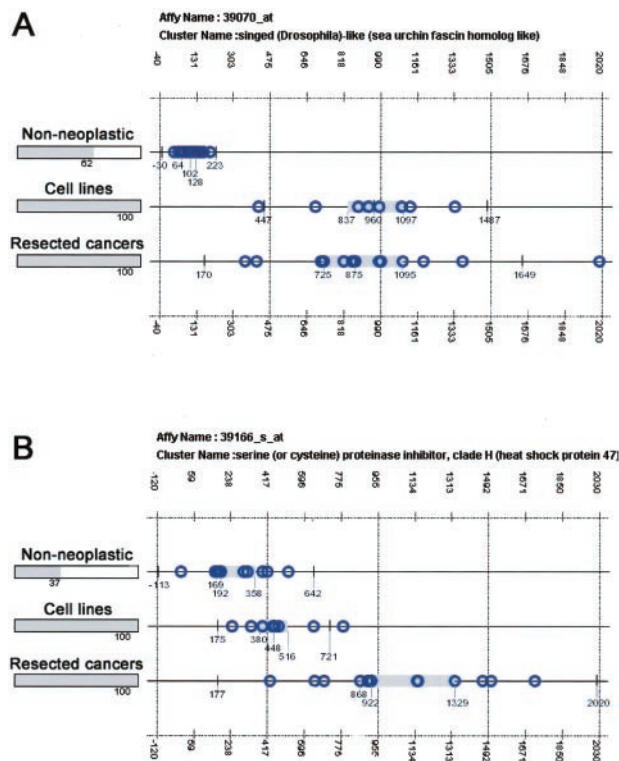 A
Affy Name : 39070_at
Cluster Name :singed (Drosophila)-like (sea urchin fascin homolog like)
-40 131 303 475 646 818 990 1161 1333 1505 1676 1848 2020
Non-neoplastic
62
-30 64 223
102
128
Cell lines
100
447 837 960 1097 1487
Resected cancers
100
170 725 875 1095 1649
-40 131 303 475 646 818 990 1161 1333 1505 1676 1848 2020
B
Affy Name : 39166_s_at
Cluster Name :serine (or cysteine) proteinase inhibitor, clade H (heat shock protein 47)
-120 59 238 417 596 775 955 1134 1313 1492 1671 1850 2030
Non-neoplastic
37
-113 169 642
192 358
Cell lines
100
175 380 721
448
516
Resected cancers
100
177 868 2020
922 1329
-120 59 238 417 596 775 955 1134 1313 1492 1671 1850 2030